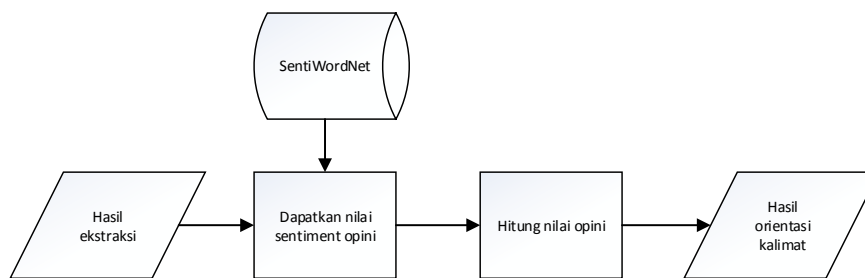 SentiWordNet
Hasil
ekstraksi
Dapatkan nilai
sentiment opini
Hitung nilai opini
Hasil
orientasi
kalimat